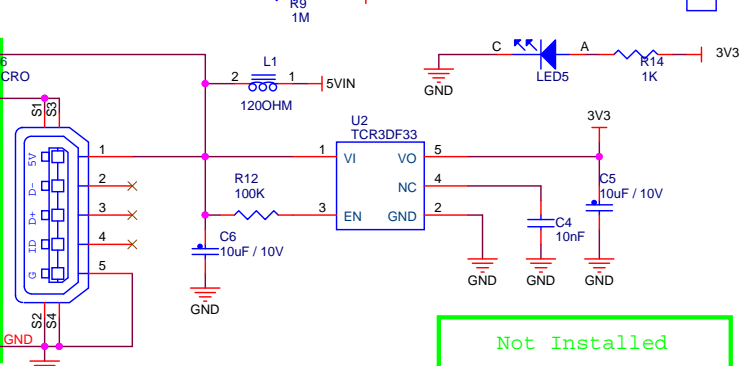 R9
1M
6
CRO
L1
2 1
5VIN
120OHM
C A
3V3
R14
1K
LED5
GND
S1 S3
U2
TCR3DF33
3V3
5V 1
D- 2
D+ 3
ID 4
G 5
1 VI VO 5
NC 4
3 EN GND 2
R12
100K
C6
10uF / 10V
GND
C5
10uF / 10V
C4
10nF
GND GND GND
S2 S4
GND
Not Installed